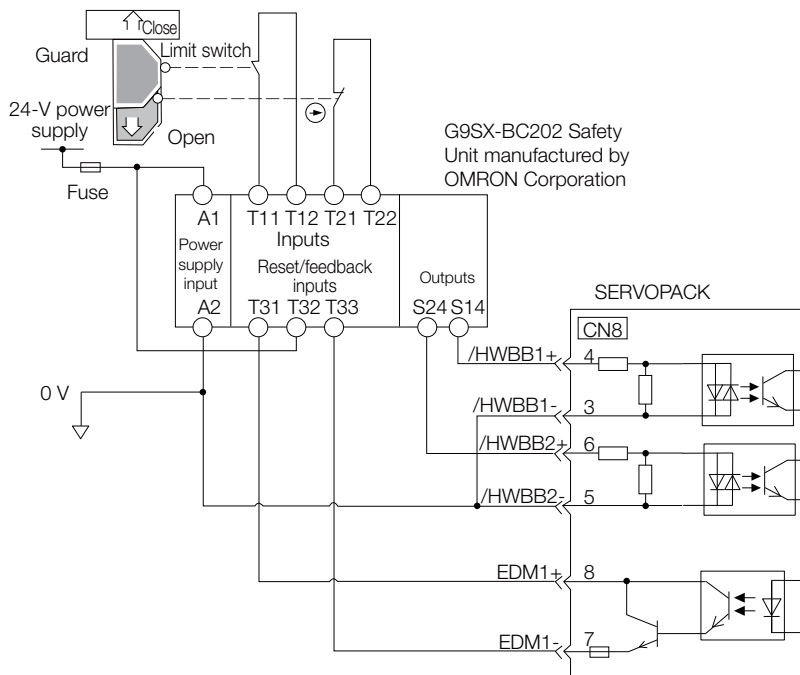 Close
Guard
Limit switch
24-V power
supply
Open
Fuse
G9SX-BC202 Safety
Unit manufactured by
OMRON Corporation
A1
T11
T12
T21
T22
Inputs
Power
supply
input
Reset/feedback
inputs
Outputs
A2
T31
T32
T33
S24
S14
SERVOPACK
CN8
/HWBB1+
4
0 V
/HWBB1-
3
/HWBB2+
6
/HWBB2-
5
EDM1+
8
EDM1-
7